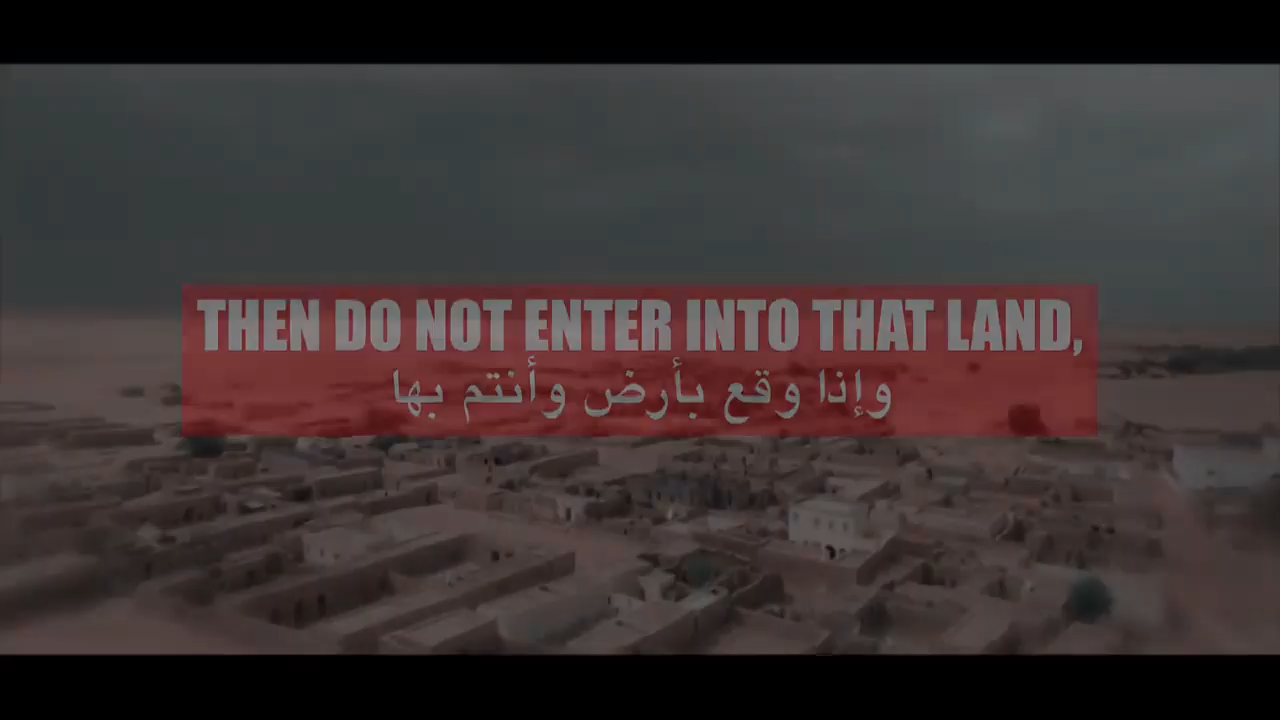 THEN DO NOT ENTER INTO THAT LAND,
وإذا وقع بأرض وأنتم بها